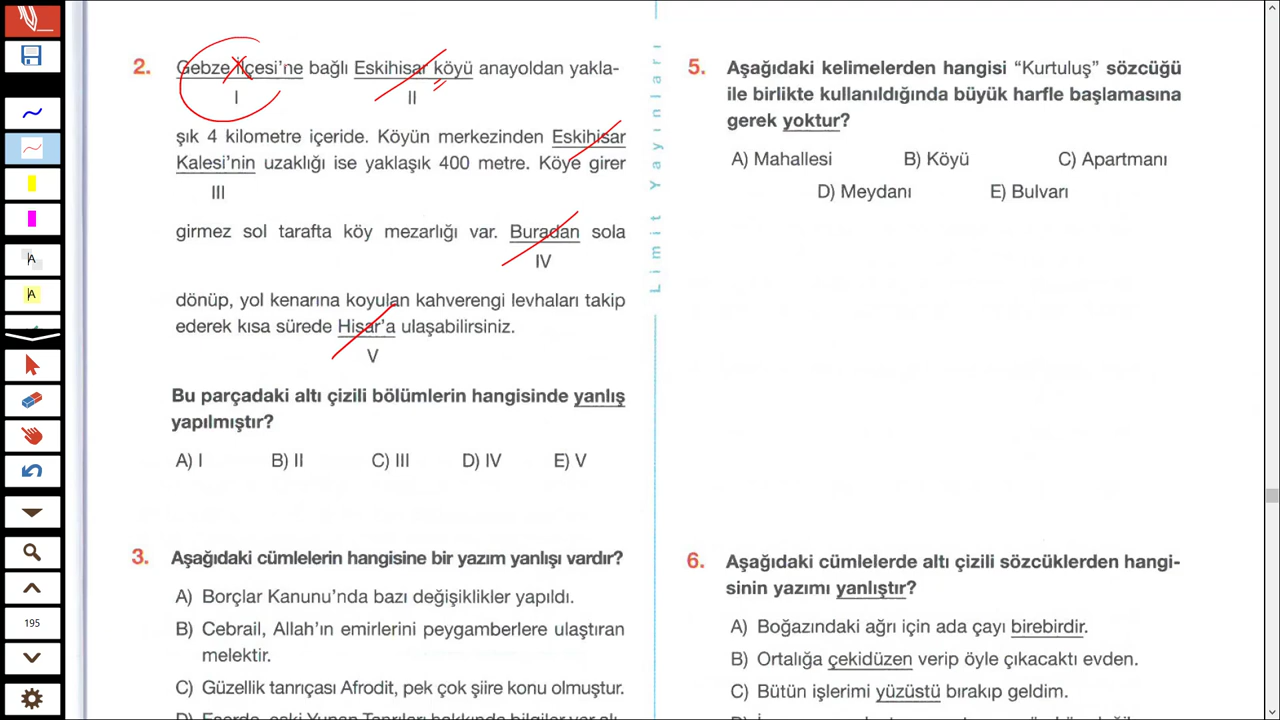 2. Gebze İlçesi’ne bağlı Eskihisar köyü anayoldan yakla-
I II
şık 4 kilometre içeride. Köyün merkezinden Eskihisar
Kalesi’nin uzaklığı ise yaklaşık 400 metre. Köye girer
III
girmez sol tarafta köy mezarlığı var. Buradan sola
IV
dönüp, yol kenarına koyulan kahverengi levhaları takip
ederek kısa sürede Hisar’a ulaşabilirsiniz.
V
Bu parçadaki altı çizili bölümlerin hangisinde yanlış
yapılmıştır?
A) I B) II C) III D) IV E) V
3. Aşağıdaki cümlelerin hangisine bir yazım yanlışı vardır?
A) Borçlar Kanunu’nda bazı değişiklikler yapıldı.
B) Cebrail, Allah’ın emirlerini peygamberlere ulaştıran
melektir.
C) Güzellik tanrıçası Afrodit, pek çok şiire konu olmuştur.
Limit Yayınları
5. Aşağıdaki kelimelerden hangisi “Kurtuluş” sözcüğü
ile birlikte kullanıldığında büyük harfle başlamasına
gerek yoktur?
A) Mahallesi B) Köyü C) Apartmanı
D) Meydanı E) Bulvarı
6. Aşağıdaki cümlelerde altı çizili sözcüklerden hangi-
sinin yazımı yanlıştır?
A) Boğazındaki ağrı için ada çayı birebirdir.
B) Ortalığa çekidüzen verip öyle çıkacaktı evden.
C) Bütün işlerimi yüzüstü bırakıp geldim.
A
A
195